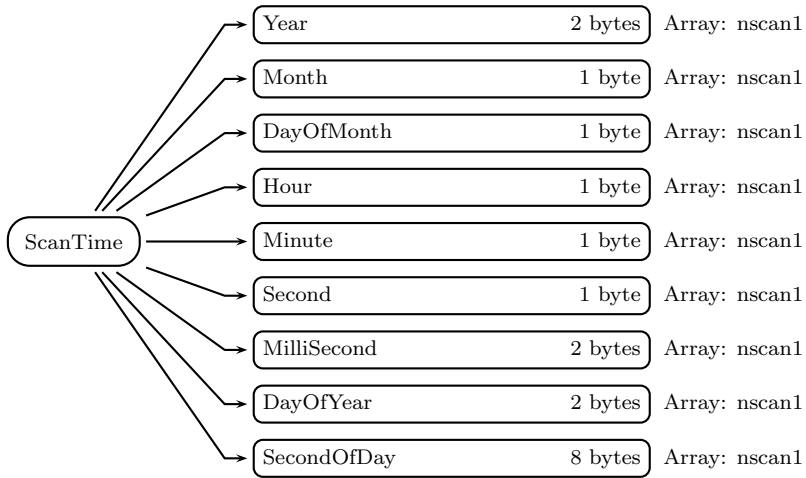 Year 2 bytes Array: nscan1
Month 1 byte Array: nscan1
DayOfMonth 1 byte Array: nscan1
Hour 1 byte Array: nscan1
ScanTime
Minute 1 byte Array: nscan1
Second 1 byte Array: nscan1
MilliSecond 2 bytes Array: nscan1
DayOfYear 2 bytes Array: nscan1
SecondOfDay 8 bytes Array: nscan1